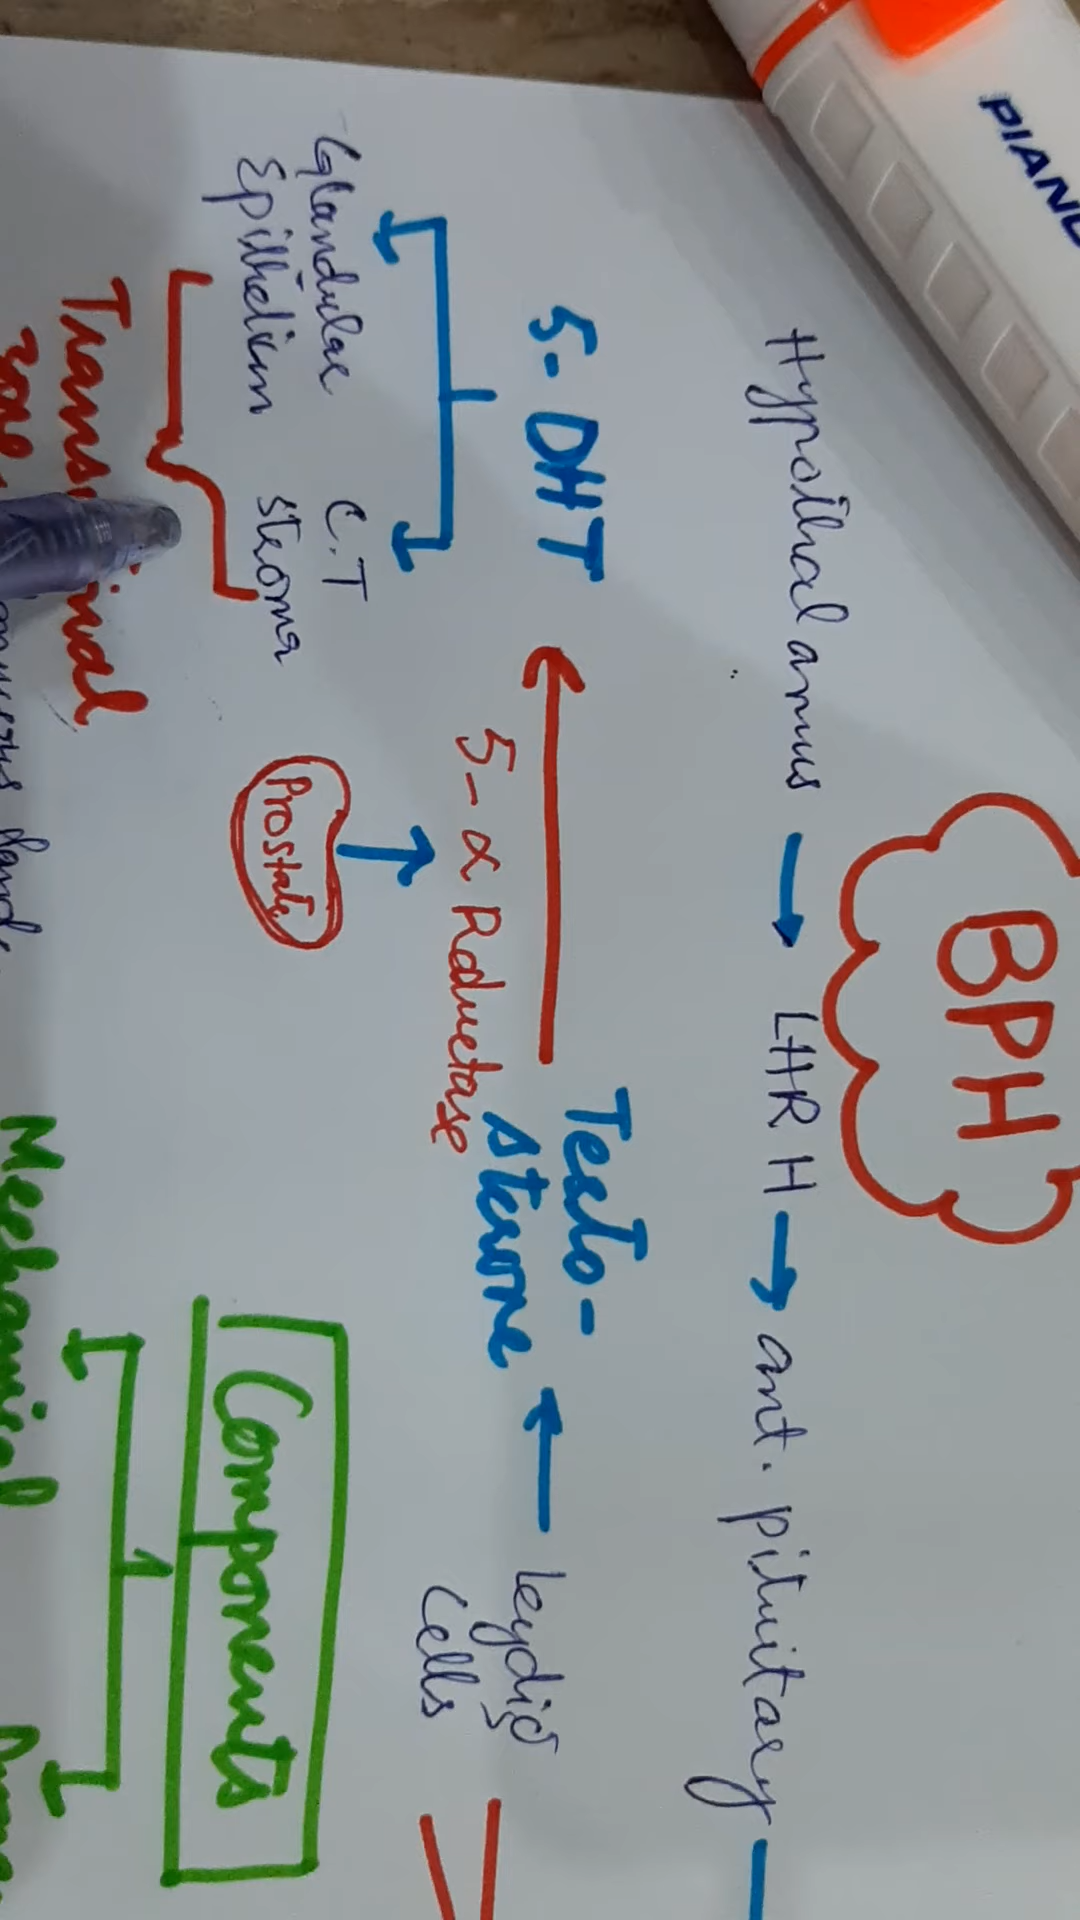 PIANO
BPH
Hypothalamus → LHRH → ant. pituitary
5-DHT
Testo-
sterone ← leydig
cells
5-α Reductase
Glandular
Epithelium
C.T
stroma
Prostate
Components
Mechanical